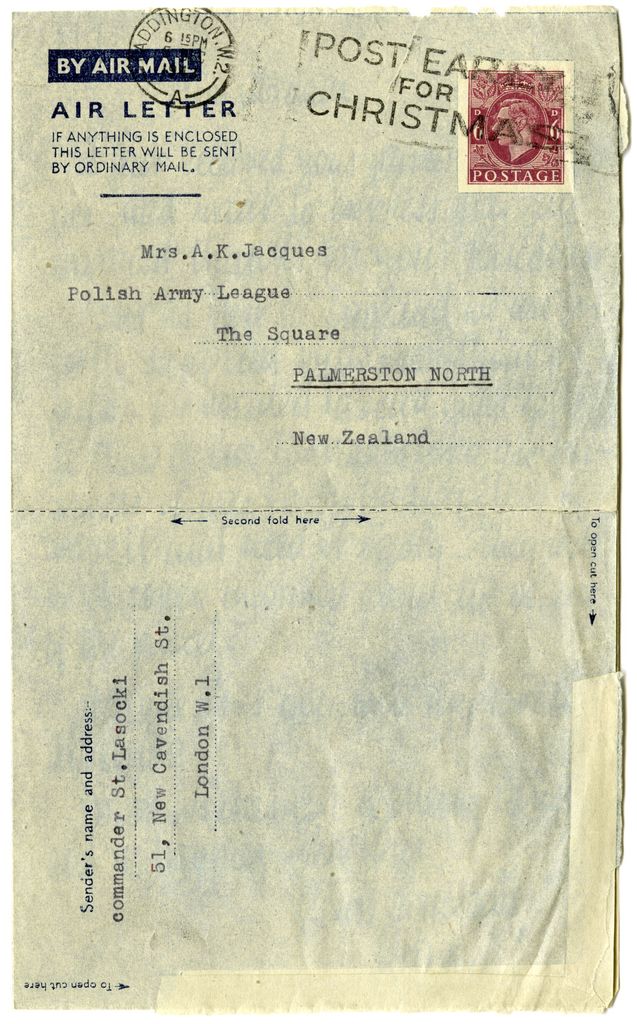 ADDINGTON. W.2.
6 15PM
A
POST EARLY
FOR
CHRISTMAS
BY AIR MAIL
AIR LETTER
IF ANYTHING IS ENCLOSED
THIS LETTER WILL BE SENT
BY ORDINARY MAIL.
D D
6
POSTAGE
Mrs.A.K.Jacques
Polish Army League
The Square
PALMERSTON NORTH
New Zealand
Second fold here
To open cut here
Sender's name and address:-
commander St.Lasocki
51, New Cavendish St.
London W.1
To open cut here